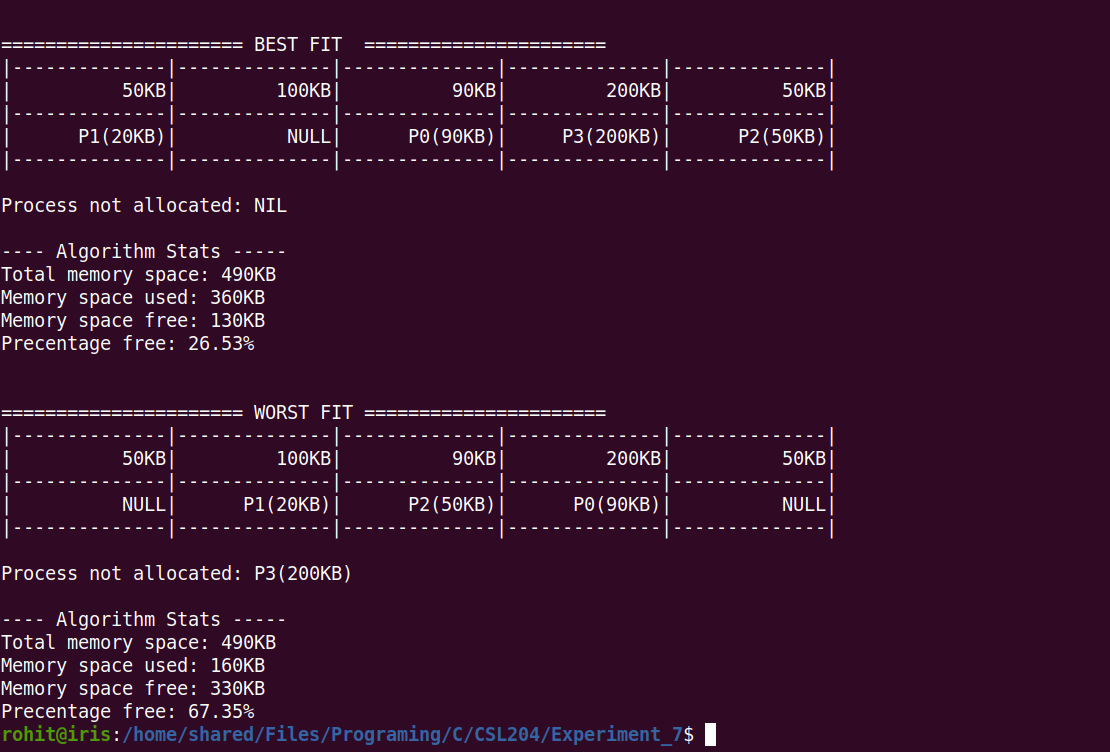 ====================== BEST FIT  ======================
|--------------|--------------|--------------|--------------|--------------|
|          50KB|         100KB|          90KB|         200KB|          50KB|
|--------------|--------------|--------------|--------------|--------------|
|      P1(20KB)|          NULL|      P0(90KB)|     P3(200KB)|      P2(50KB)|
|--------------|--------------|--------------|--------------|--------------|
Process not allocated: NIL
---- Algorithm Stats -----
Total memory space: 490KB
Memory space used: 360KB
Memory space free: 130KB
Precentage free: 26.53%
====================== WORST FIT ======================
|--------------|--------------|--------------|--------------|--------------|
|          50KB|         100KB|          90KB|         200KB|          50KB|
|--------------|--------------|--------------|--------------|--------------|
|          NULL|      P1(20KB)|      P2(50KB)|      P0(90KB)|          NULL|
|--------------|--------------|--------------|--------------|--------------|
Process not allocated: P3(200KB)
---- Algorithm Stats -----
Total memory space: 490KB
Memory space used: 160KB
Memory space free: 330KB
Precentage free: 67.35%
rohit@iris:/home/shared/Files/Programing/C/CSL204/Experiment_7$